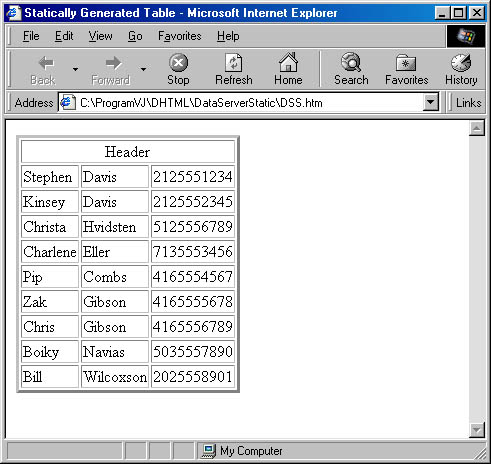 Statically Generated Table - Microsoft Internet Explorer
File Edit View Go Favorites Help
Back Forward Stop Refresh Home Search Favorites History
Address C:\ProgramVJ\DHTML\DataServerStatic\DSS.htm Links
Header
Stephen Davis 2125551234
Kinsey Davis 2125552345
Christa Hvidsten 5125556789
Charlene Eller 7135553456
Pip Combs 4165554567
Zak Gibson 4165555678
Chris Gibson 4165556789
Boiky Navias 5035557890
Bill Wilcoxson 2025558901
My Computer